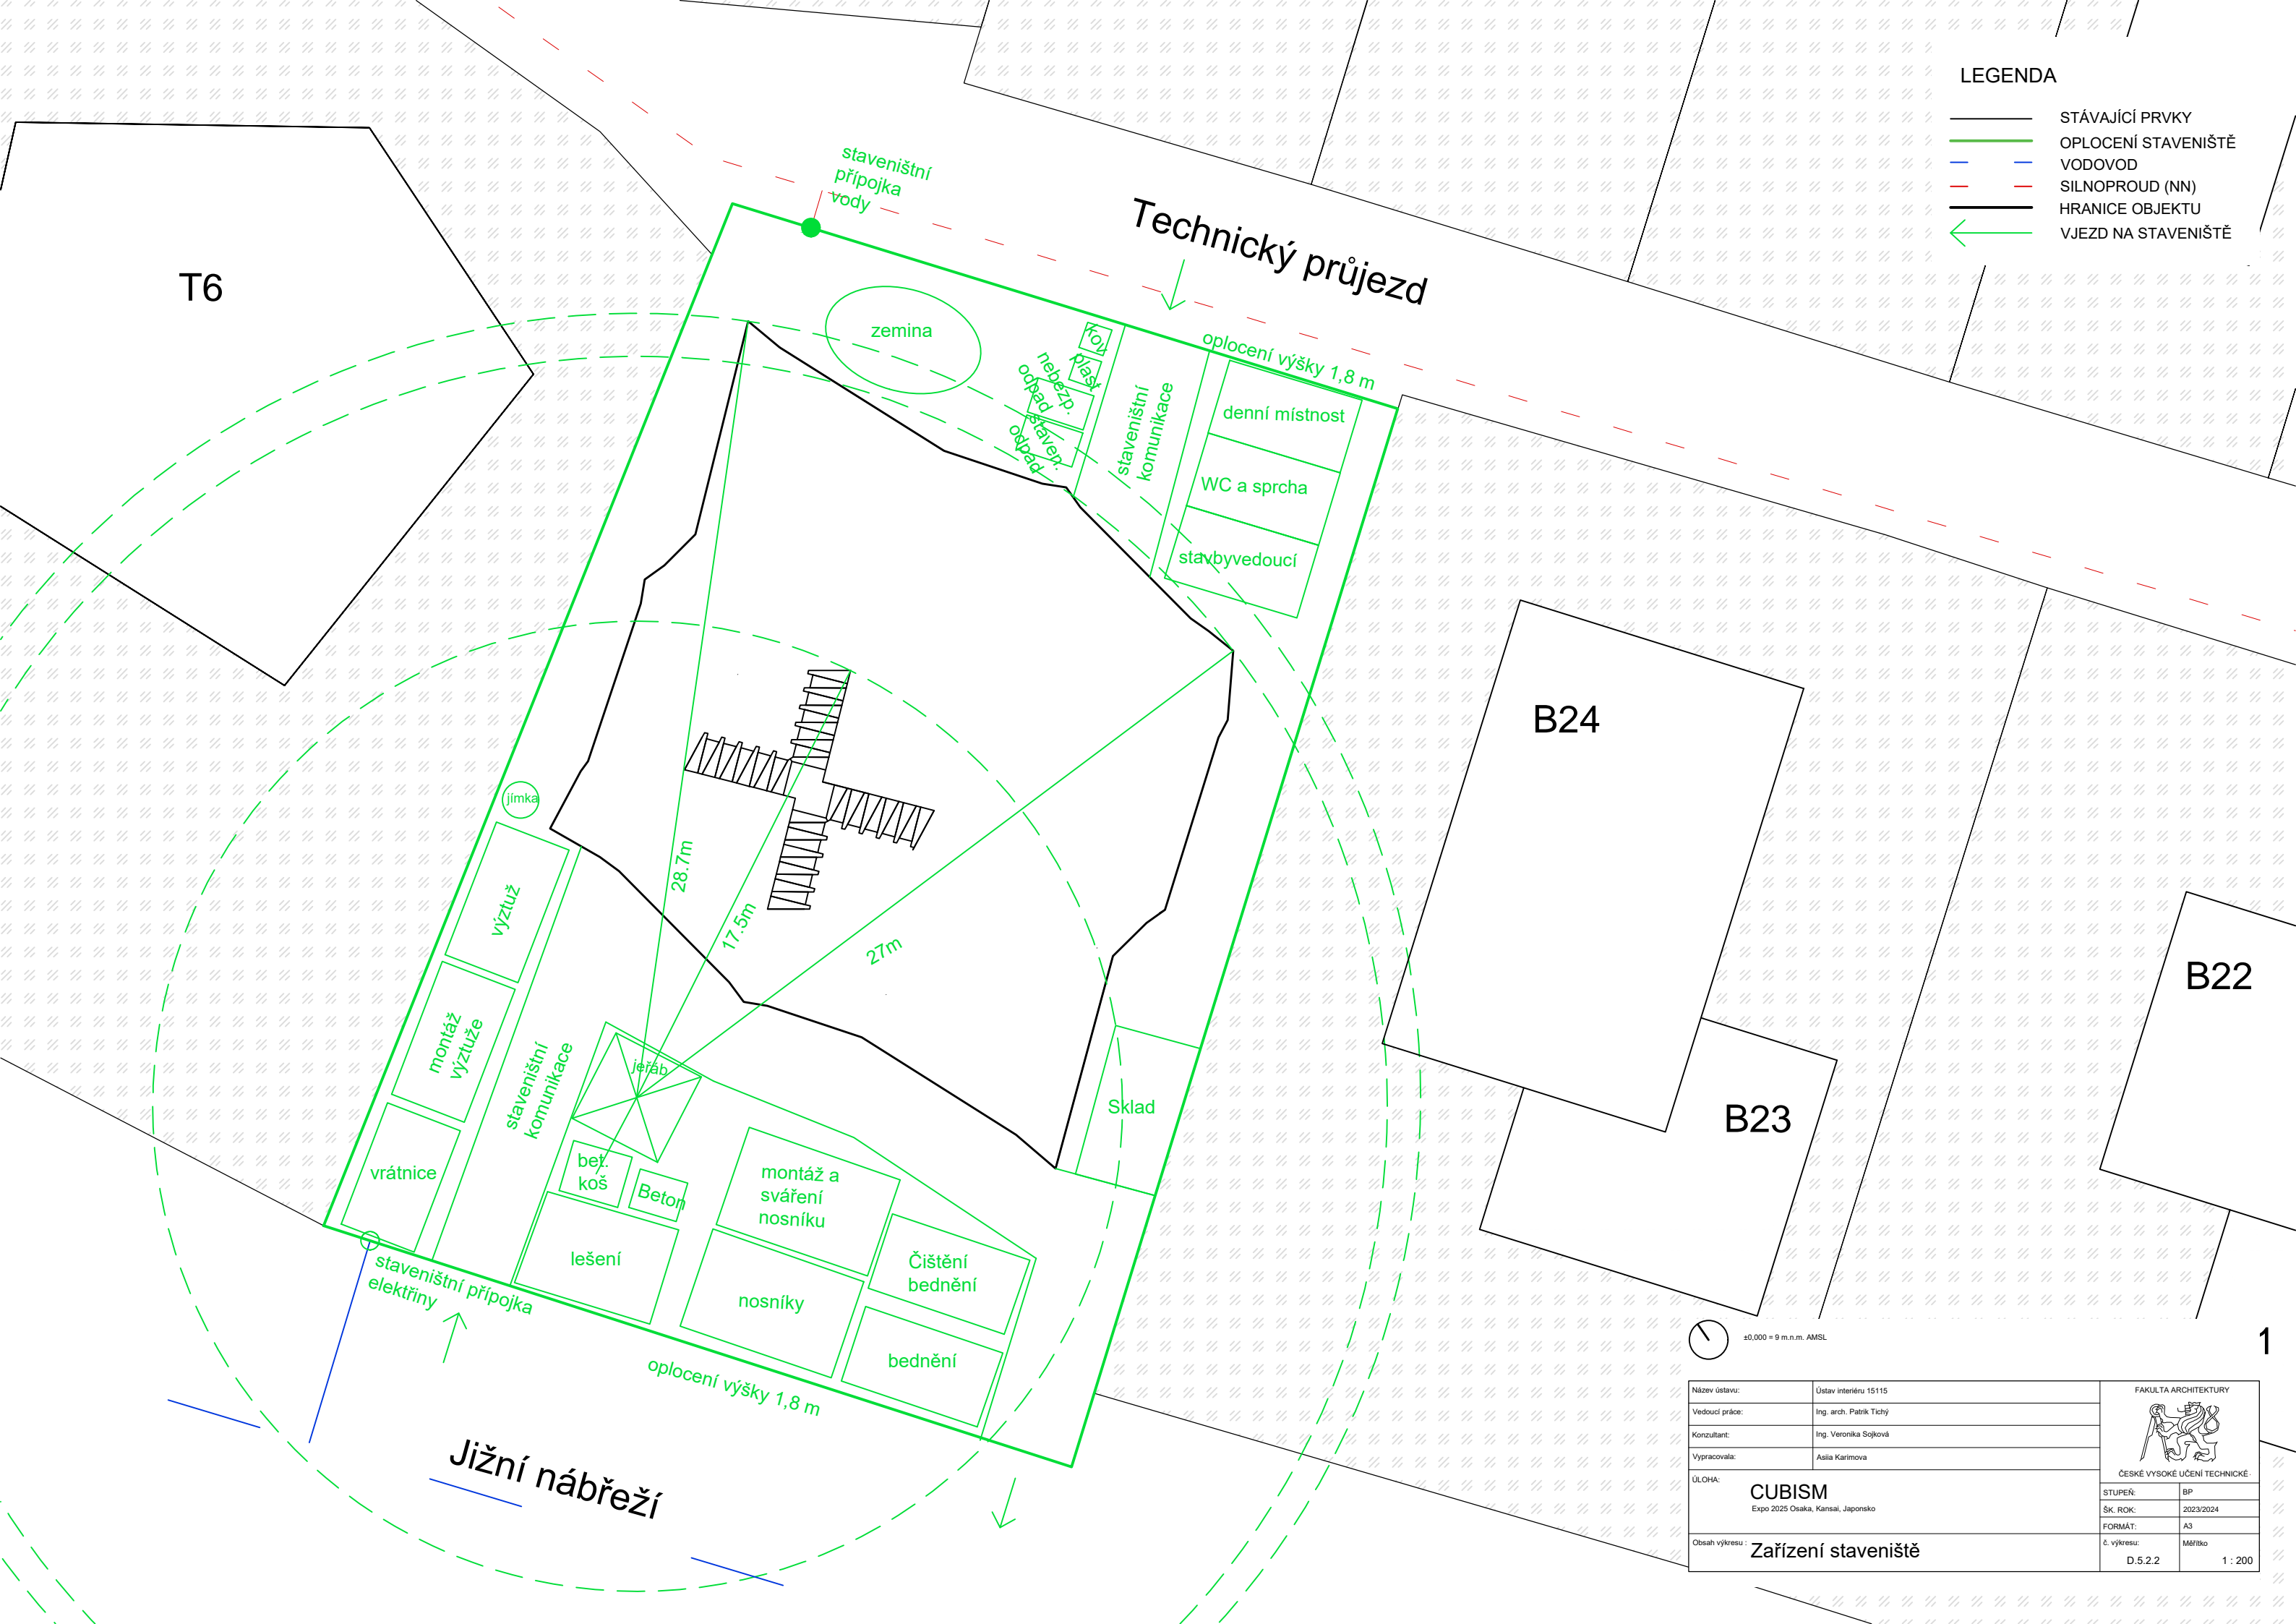 LEGENDA
STÁVAJÍCÍ PRVKY
OPLOCENÍ STAVENIŠTĚ
VODOVOD
SILNOPROUD (NN)
HRANICE OBJEKTU
VJEZD NA STAVENIŠTĚ
staveništní
přípojka
vody
Technický průjezd
T6
zemina
kov
plast
nebezp.
odpad
staven.
odpad
staveništní
komunikace
oplocení výšky 1,8 m
denní místnost
WC a sprcha
stavbyvedoucí
B24
B22
B23
jímka
výztuž
montáž
výztuže
vrátnice
staveništní
komunikace
28.7m
17.5m
27m
jeřáb
bet.
koš
Beton
lešení
montáž a
sváření
nosníku
nosníky
Čištění
bednění
bednění
Sklad
staveništní přípojka
elektřiny
oplocení výšky 1,8 m
Jižní nábřeží
±0,000 = 9 m.n.m. AMSL
1
Název ústavu:
Ústav interiéru 15115
Vedoucí práce:
Ing. arch. Patrik Tichý
Konzultant:
Ing. Veronika Sojková
Vypracovala:
Asiia Karimova
ÚLOHA:
CUBISM
Expo 2025 Osaka, Kansai, Japonsko
Obsah výkresu :
Zařízení staveniště
FAKULTA ARCHITEKTURY
ČESKÉ VYSOKÉ UČENÍ TECHNICKÉ
STUPEŇ:
BP
ŠK. ROK:
2023/2024
FORMÁT:
A3
č. výkresu:
Měřítko
D.5.2.2
1 : 200